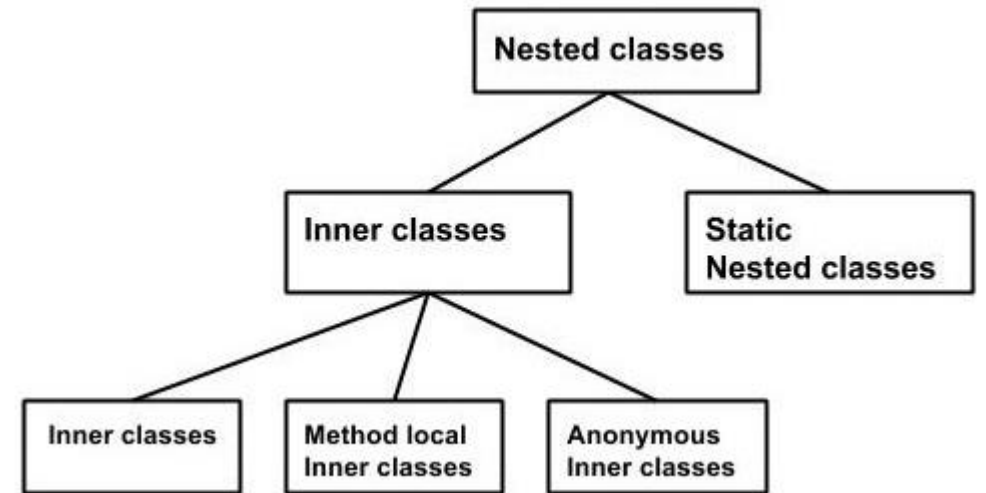 Nested classes
Inner classes
Static
Nested classes
Inner classes
Method local
Inner classes
Anonymous
Inner classes